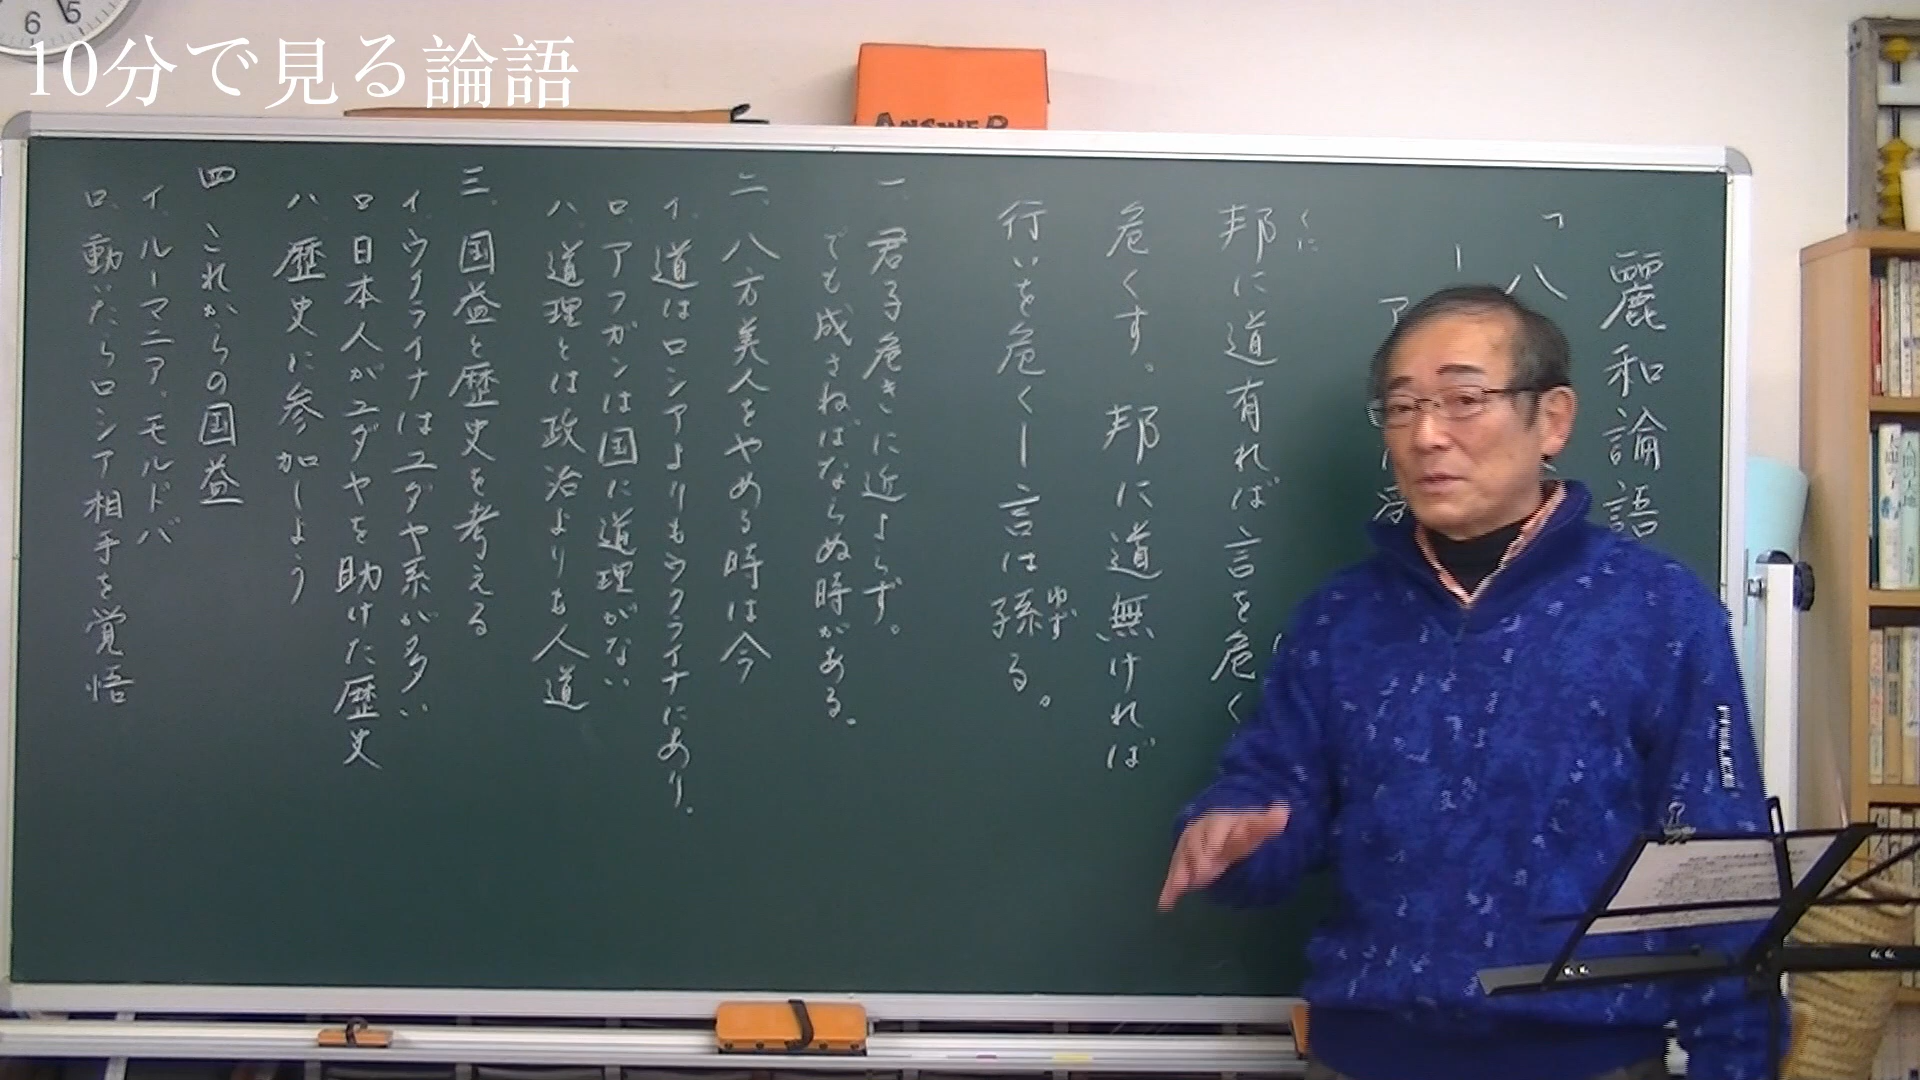 10分で見る論語
6 5
ANSWER
麗和論語
「八
ア
邦に道有れば言を危く
くに
危くす。邦に道無ければ
行いを危くし言は孫る。
ゆず
一、君子危きに近よらず。
でも成さねばならぬ時がある。
二、八方美人をやめる時は今
イ、道はロシアよりもウクライナにあり。
ロ、アフガンは国に道理がない
ハ、道理とは政治よりも人道
三、国益と歴史を考える
イ、ウクライナはユダヤ系が多い
ロ、日本人がユダヤを助けた歴史
ハ、歴史に参加しよう
四、これからの国益
イ、ルーマニア。モルドバ
ロ、動いたらロシア相手を覚悟